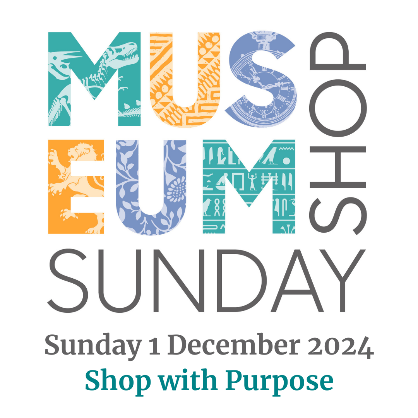 MUS
EUM
SHOP
SUNDAY
Sunday 1 December 2024
Shop with Purpose